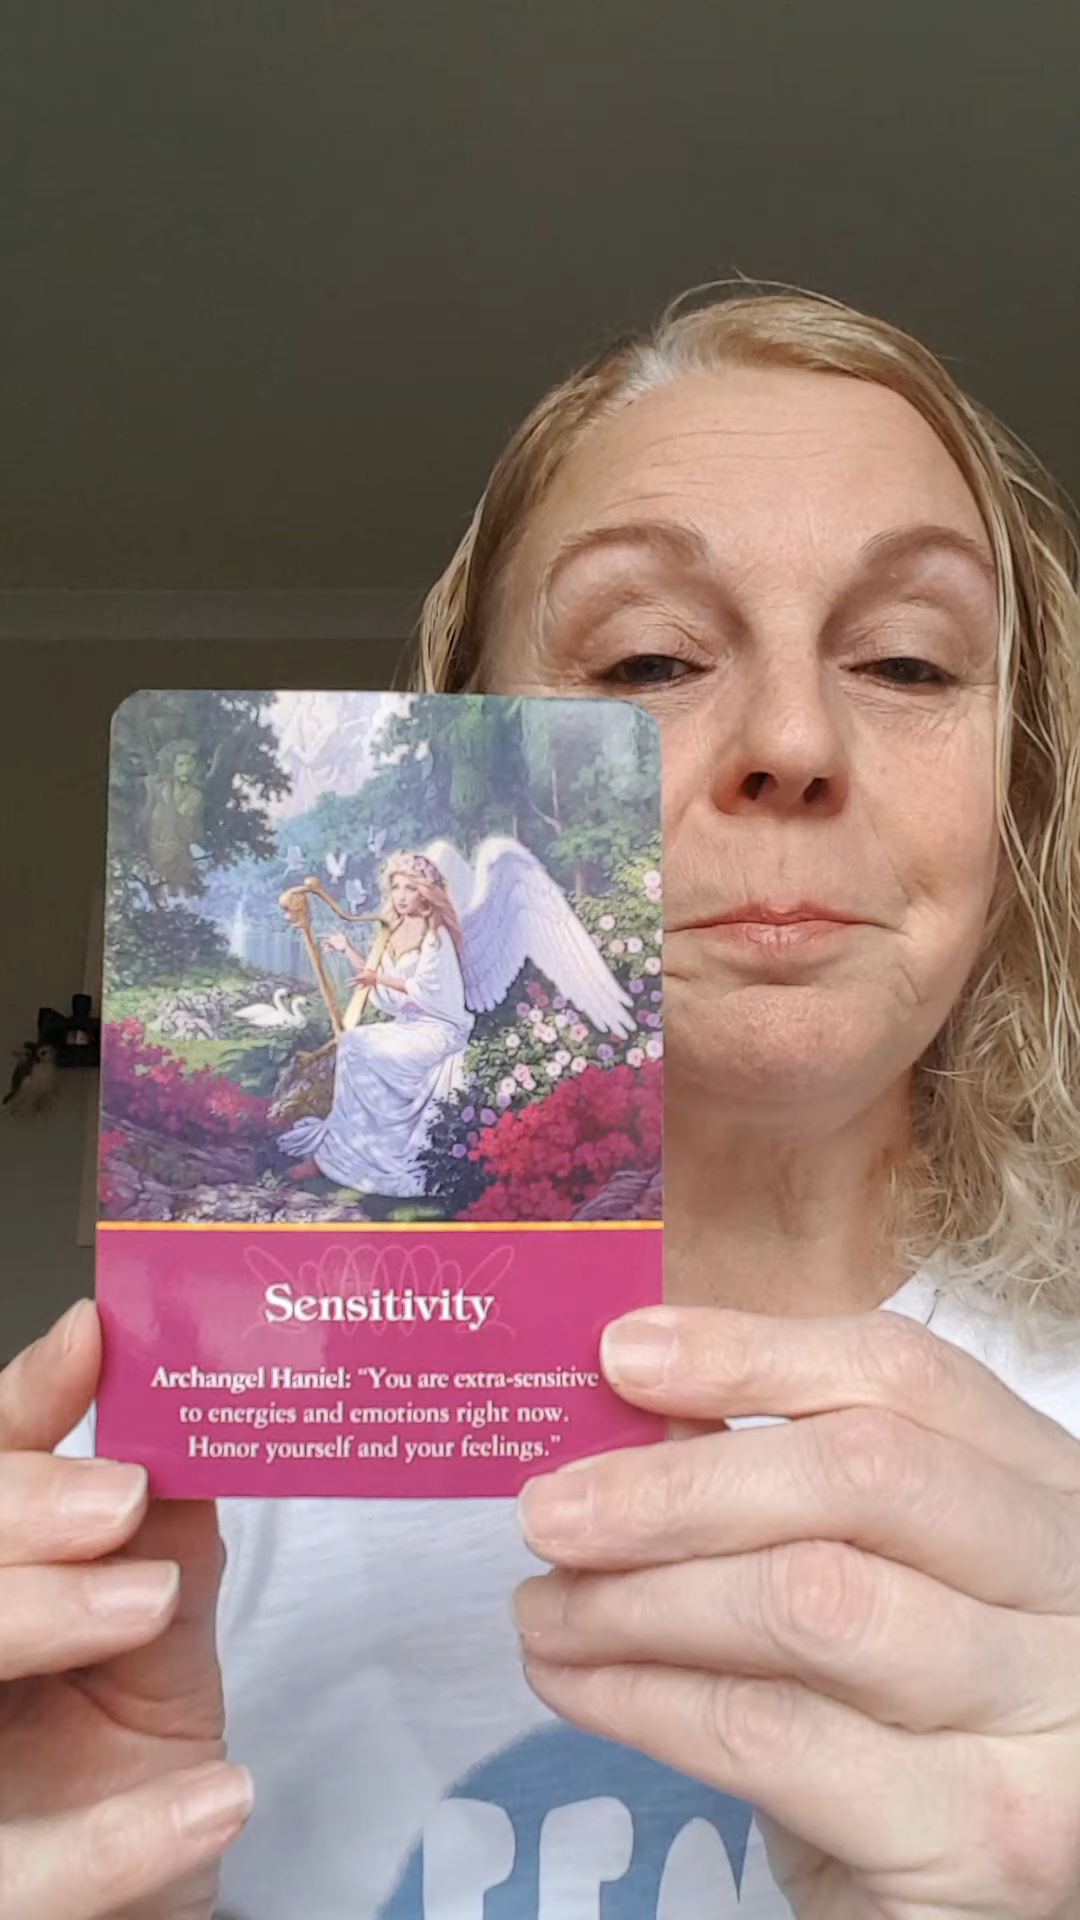 Sensitivity
Archangel Haniel: "You are extra-sensitive
to energies and emotions right now.
Honor yourself and your feelings."